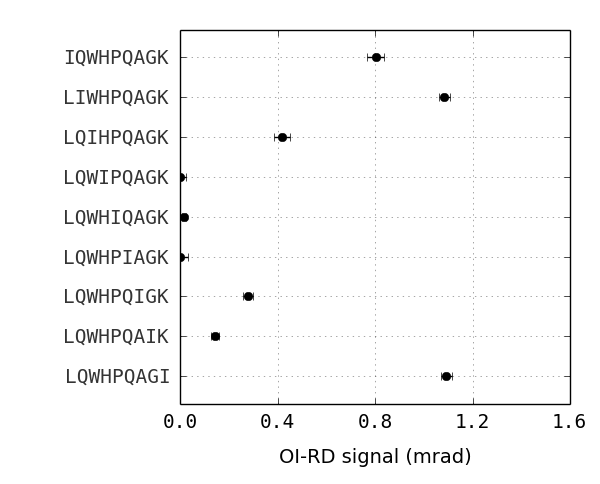 IQWHPQAGK
LIWHPQAGK
LQIHPQAGK
LQWIPQAGK
LQWHIQAGK
LQWHPIAGK
LQWHPQIGK
LQWHPQAIK
LQWHPQAGI
0.0 0.4 0.8 1.2 1.6
OI-RD signal (mrad)